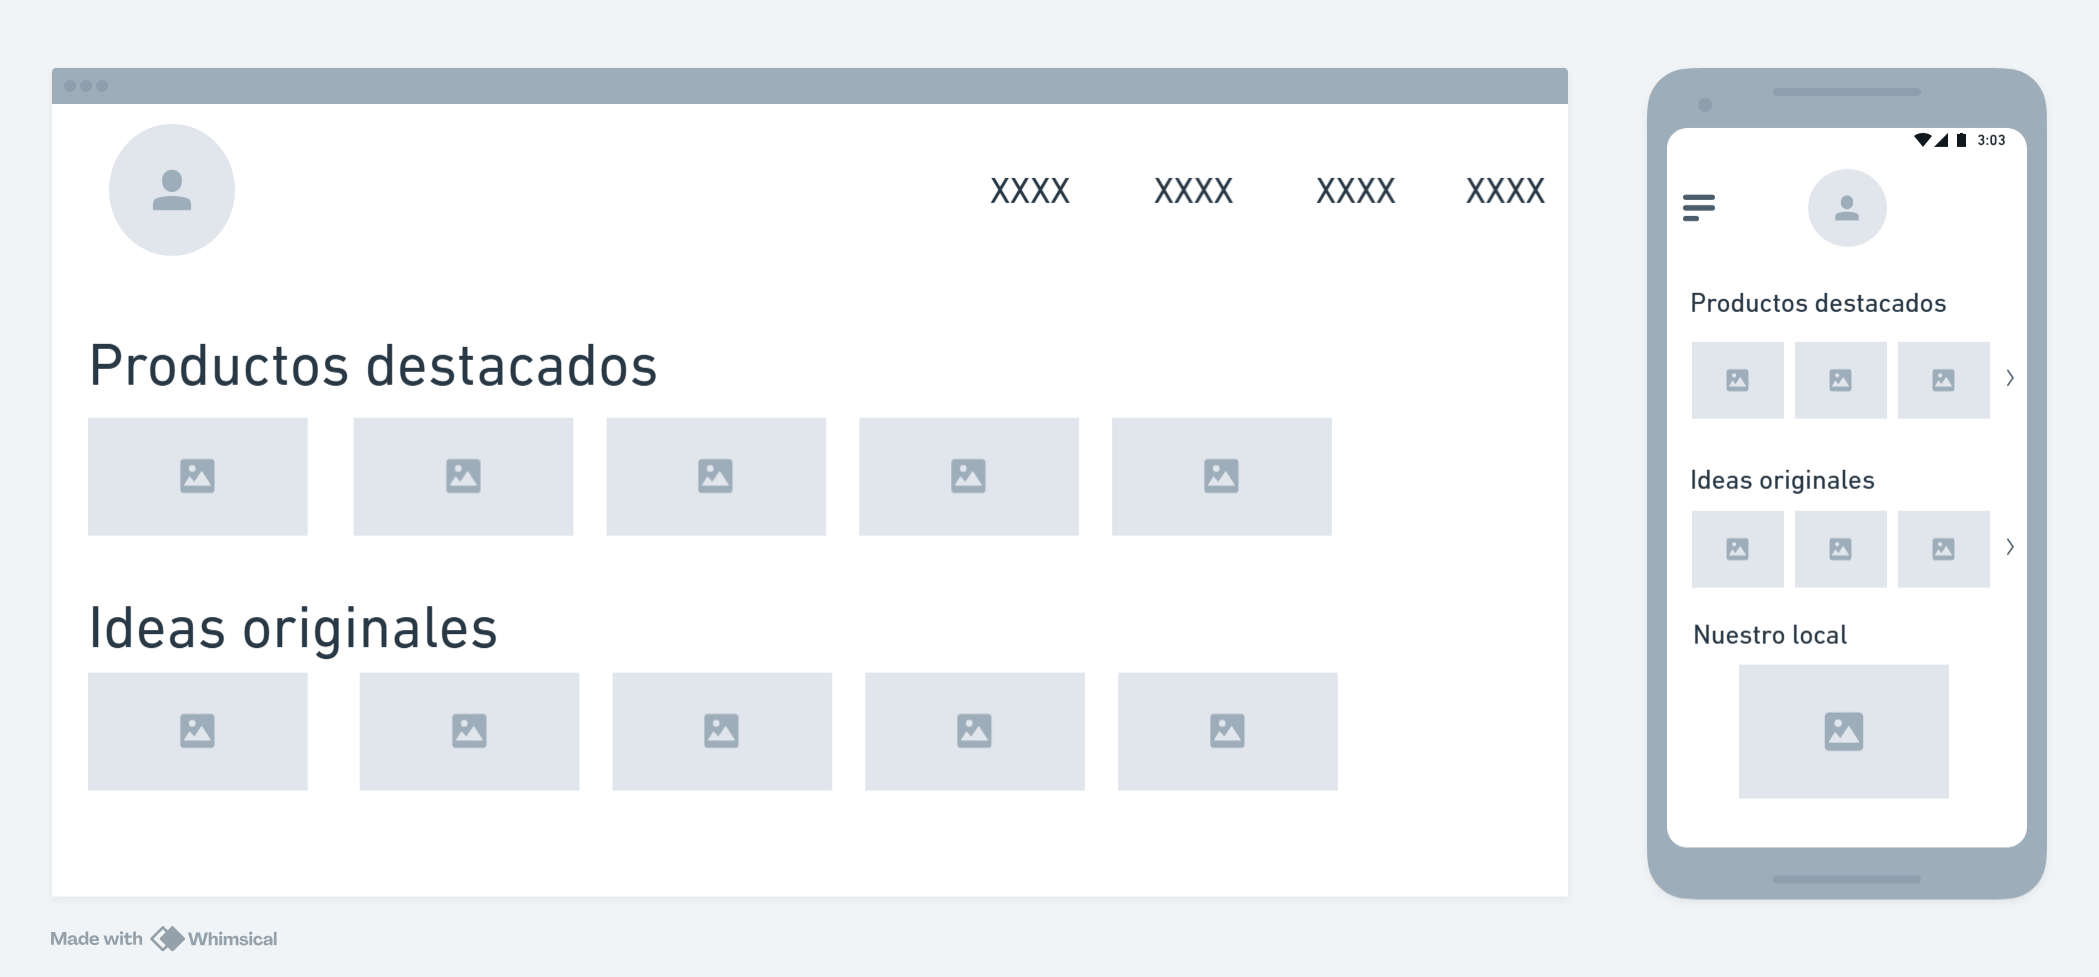 XXXX XXXX XXXX XXXX
Productos destacados
Ideas originales
3:03
Productos destacados
Ideas originales
Nuestro local
Made with Whimsical